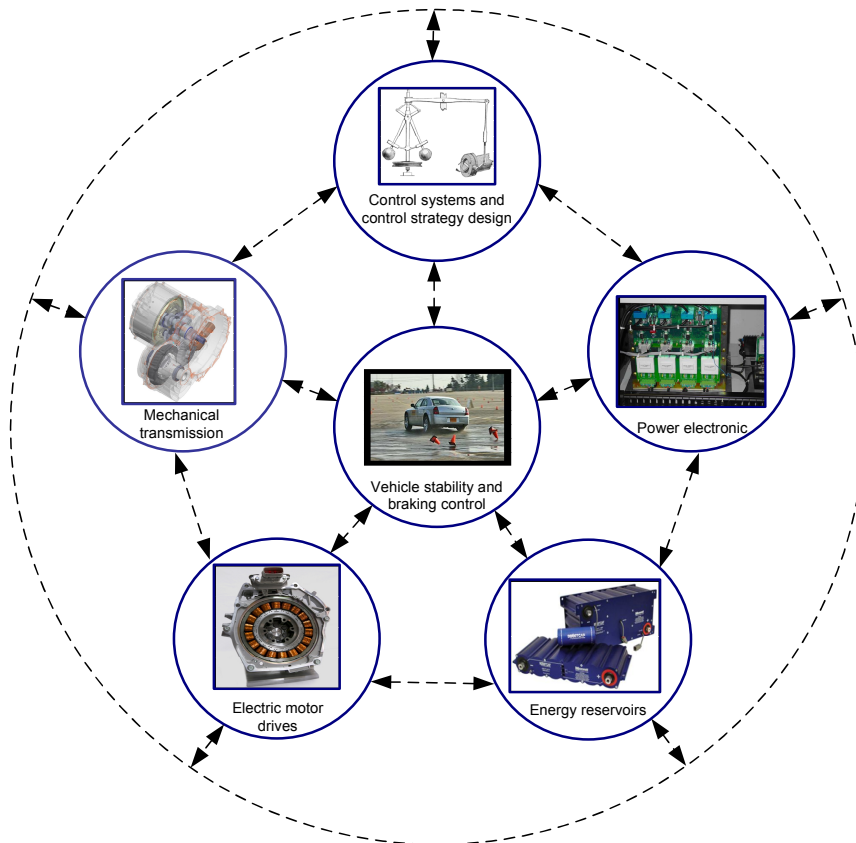 Control systems and
control strategy design
Mechanical
transmission
Power electronic
Vehicle stability and
braking control
Electric motor
drives
Energy reservoirs